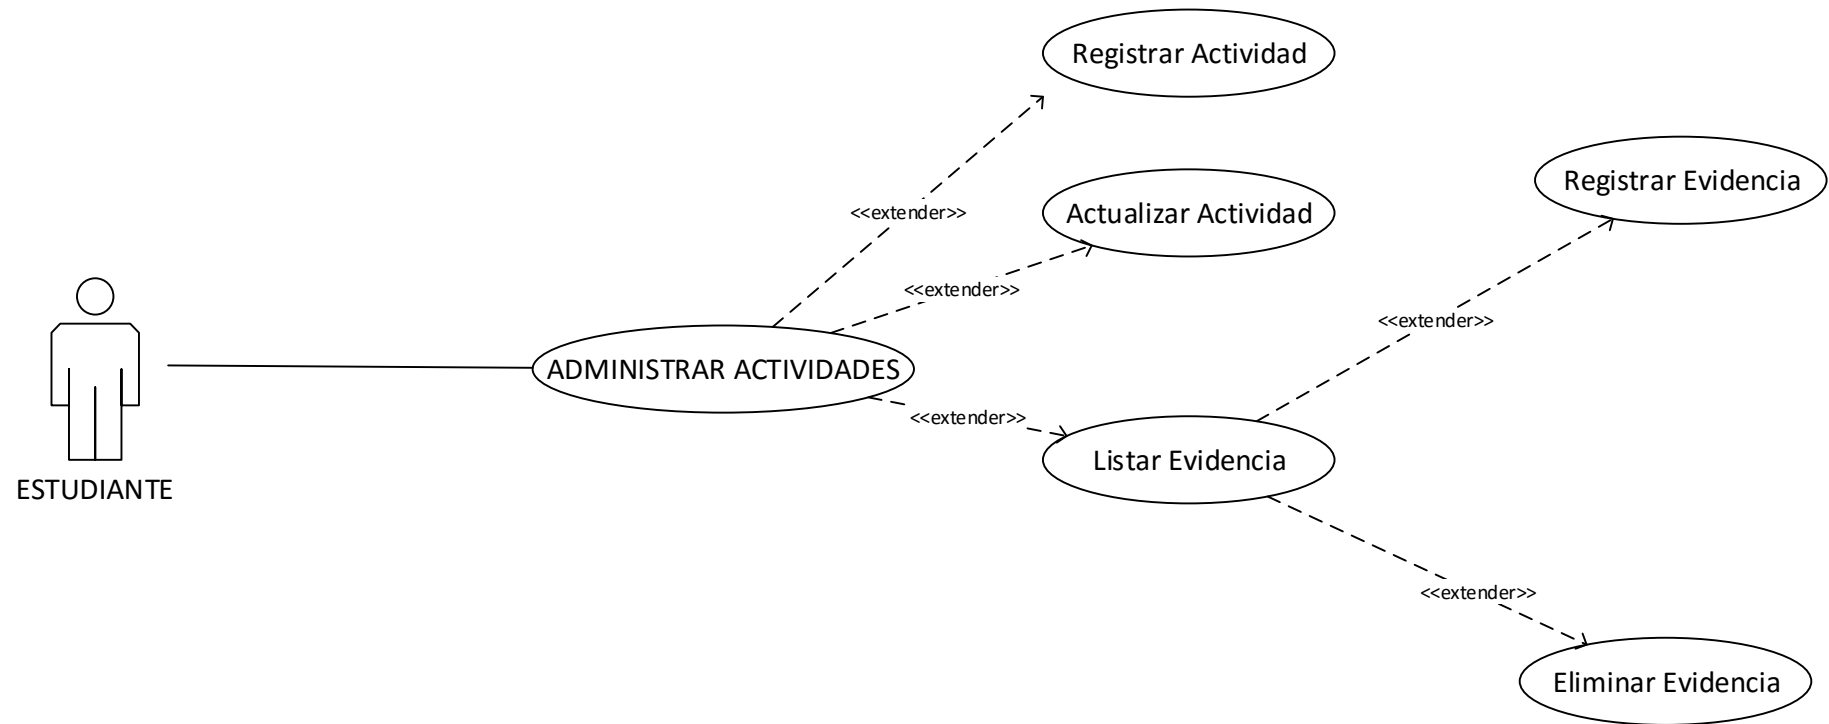 Registrar Actividad
Registrar Evidencia
<<extender>>
Actualizar Actividad
<<extender>>
<<extender>>
ADMINISTRAR ACTIVIDADES
<<extender>>
Listar Evidencia
ESTUDIANTE
<<extender>>
Eliminar Evidencia